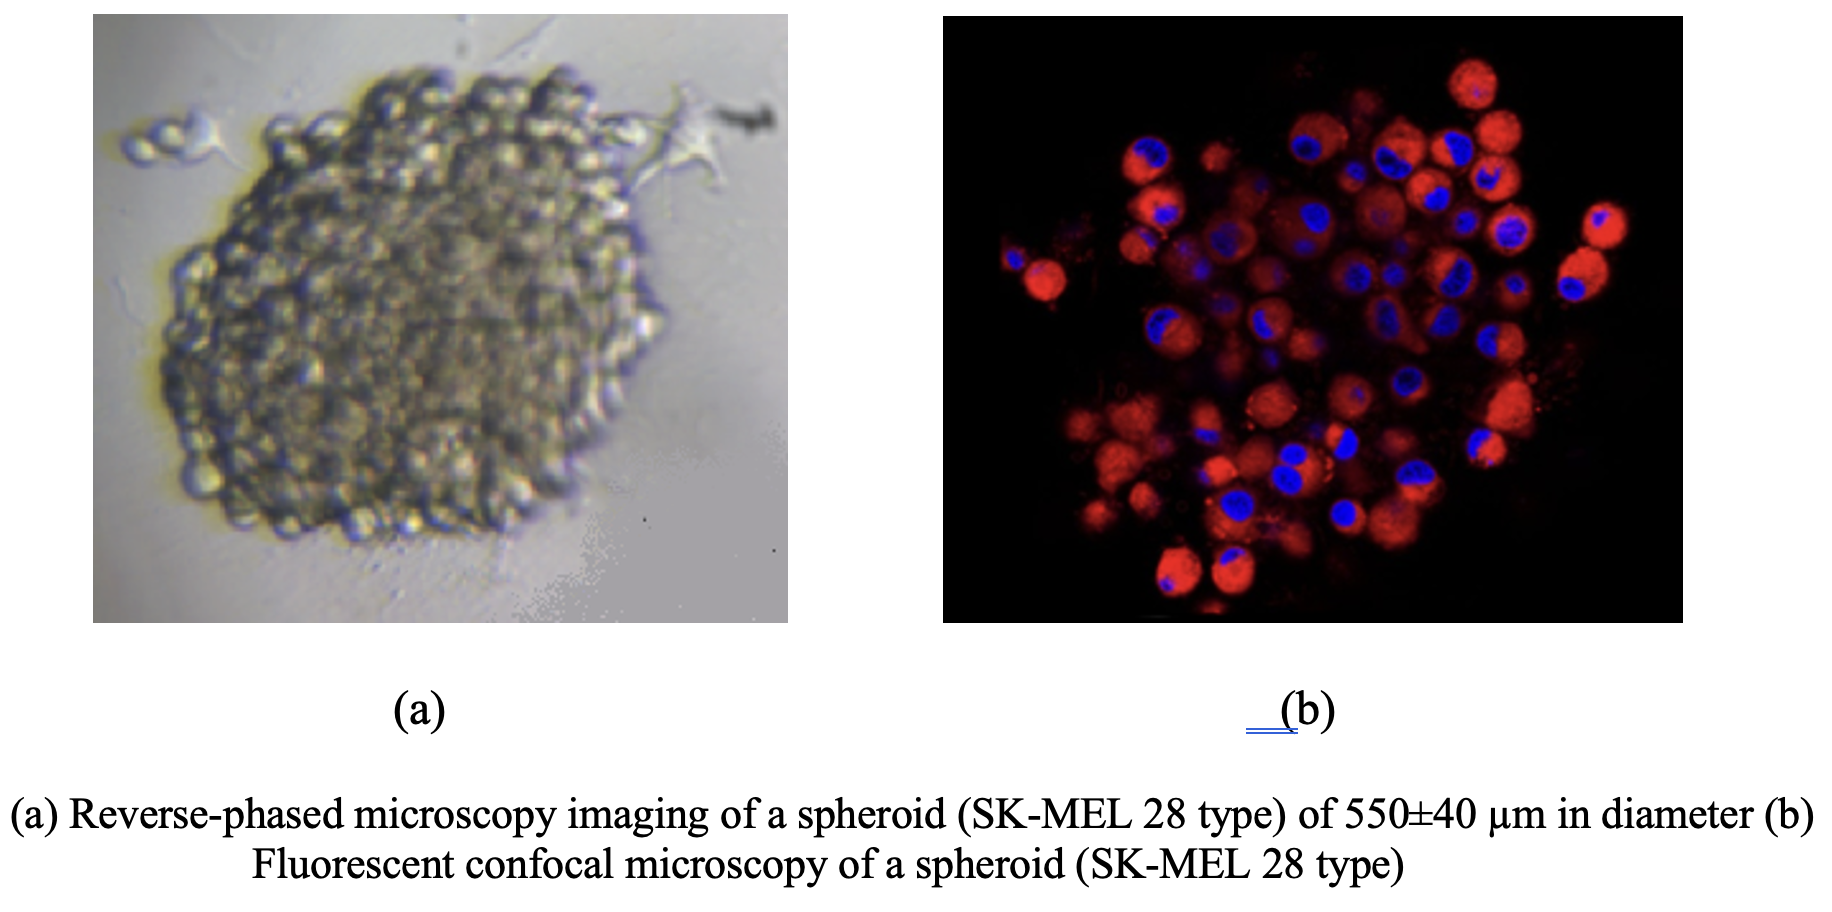 (a)
(b)
(a) Reverse-phased microscopy imaging of a spheroid (SK-MEL 28 type) of 550±40 µm in diameter (b)
Fluorescent confocal microscopy of a spheroid (SK-MEL 28 type)